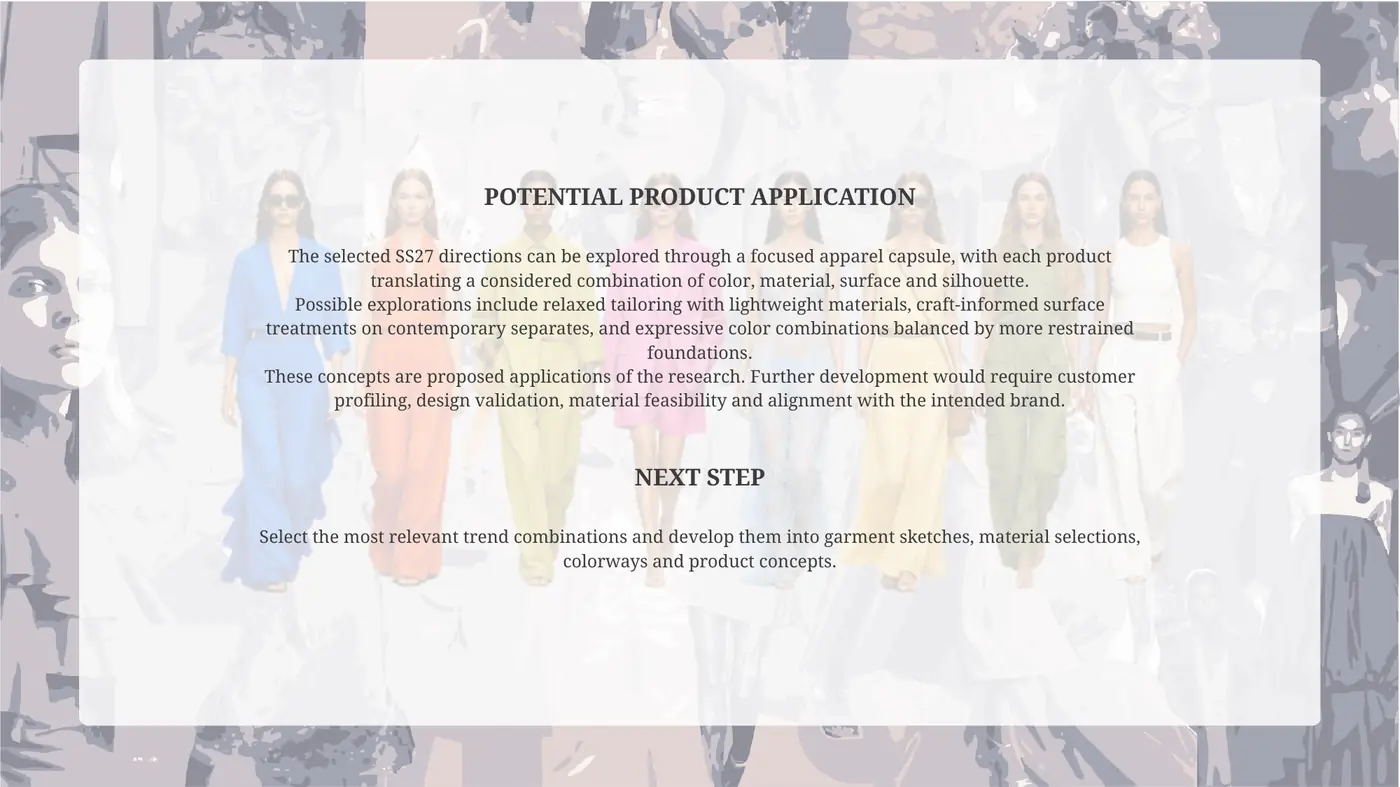 POTENTIAL PRODUCT APPLICATION
The selected SS27 directions can be explored through a focused apparel capsule, with each product
translating a considered combination of color, material, surface and silhouette.
Possible explorations include relaxed tailoring with lightweight materials, craft-informed surface
treatments on contemporary separates, and expressive color combinations balanced by more restrained
foundations.
These concepts are proposed applications of the research. Further development would require customer
profiling, design validation, material feasibility and alignment with the intended brand.
NEXT STEP
Select the most relevant trend combinations and develop them into garment sketches, material selections,
colorways and product concepts.